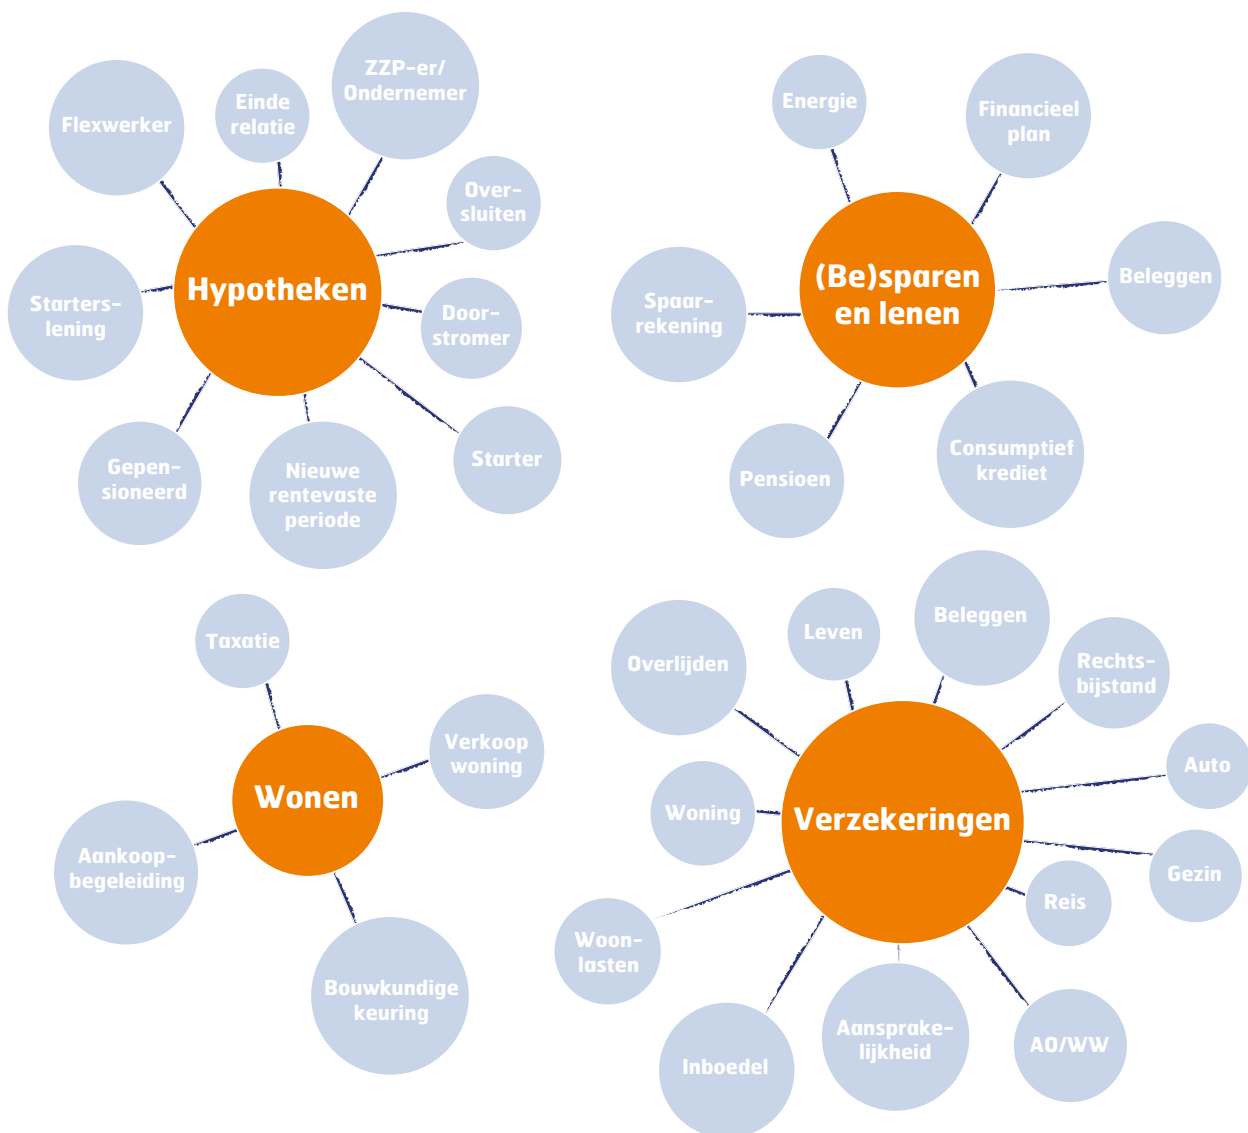 ZZP-er/
Ondernemer
Einde
relatie
Flexwerker
Over-
sluiten
Hypotheken
Starters-
lening
Door-
stromer
Starter
Gepen-
sioneerd
Nieuwe
rentevaste
periode
Energie
Financieel
plan
Beleggen
(Be)sparen
en lenen
Spaar-
rekening
Consumptief
krediet
Pensioen
Taxatie
Verkoop
woning
Wonen
Aankoop-
begeleiding
Bouwkundige
keuring
Leven
Beleggen
Overlijden
Rechts-
bijstand
Auto
Woning
Verzekeringen
Gezin
Reis
Woon-
lasten
Aansprake-
lijkheid
AO/WW
Inboedel